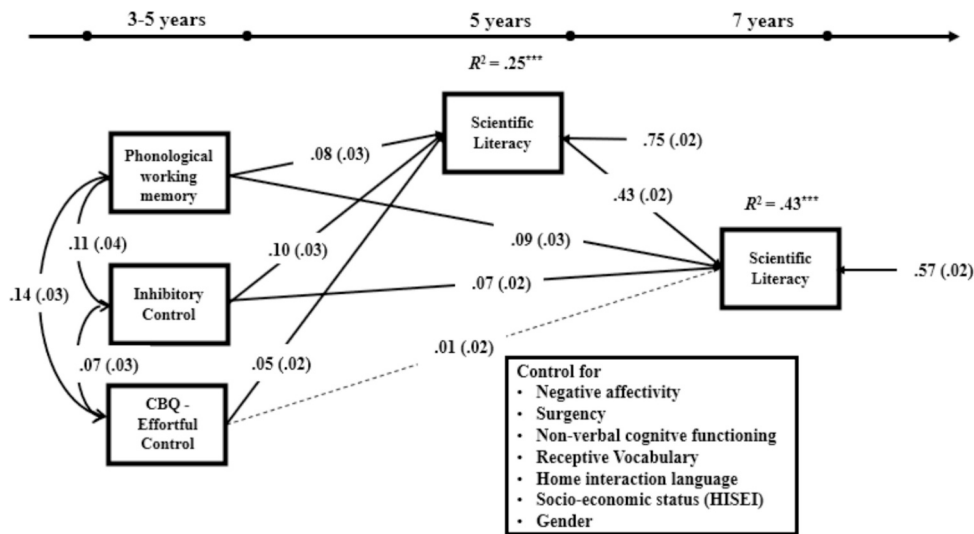 3-5 years
5 years
7 years
R² = .25***
Scientific
Literacy
.75 (.02)
Phonological
working
memory
.08 (.03)
.43 (.02)
R² = .43***
.11 (.04)
.10 (.03)
.09 (.03)
Scientific
Literacy
.57 (.02)
.14 (.03)
Inhibitory
Control
.07 (.02)
.07 (.03)
.05 (.02)
.01 (.02)
CBQ -
Effortful
Control
Control for
• Negative affectivity
• Surgency
• Non-verbal cognitve functioning
• Receptive Vocabulary
• Home interaction language
• Socio-economic status (HISEI)
• Gender